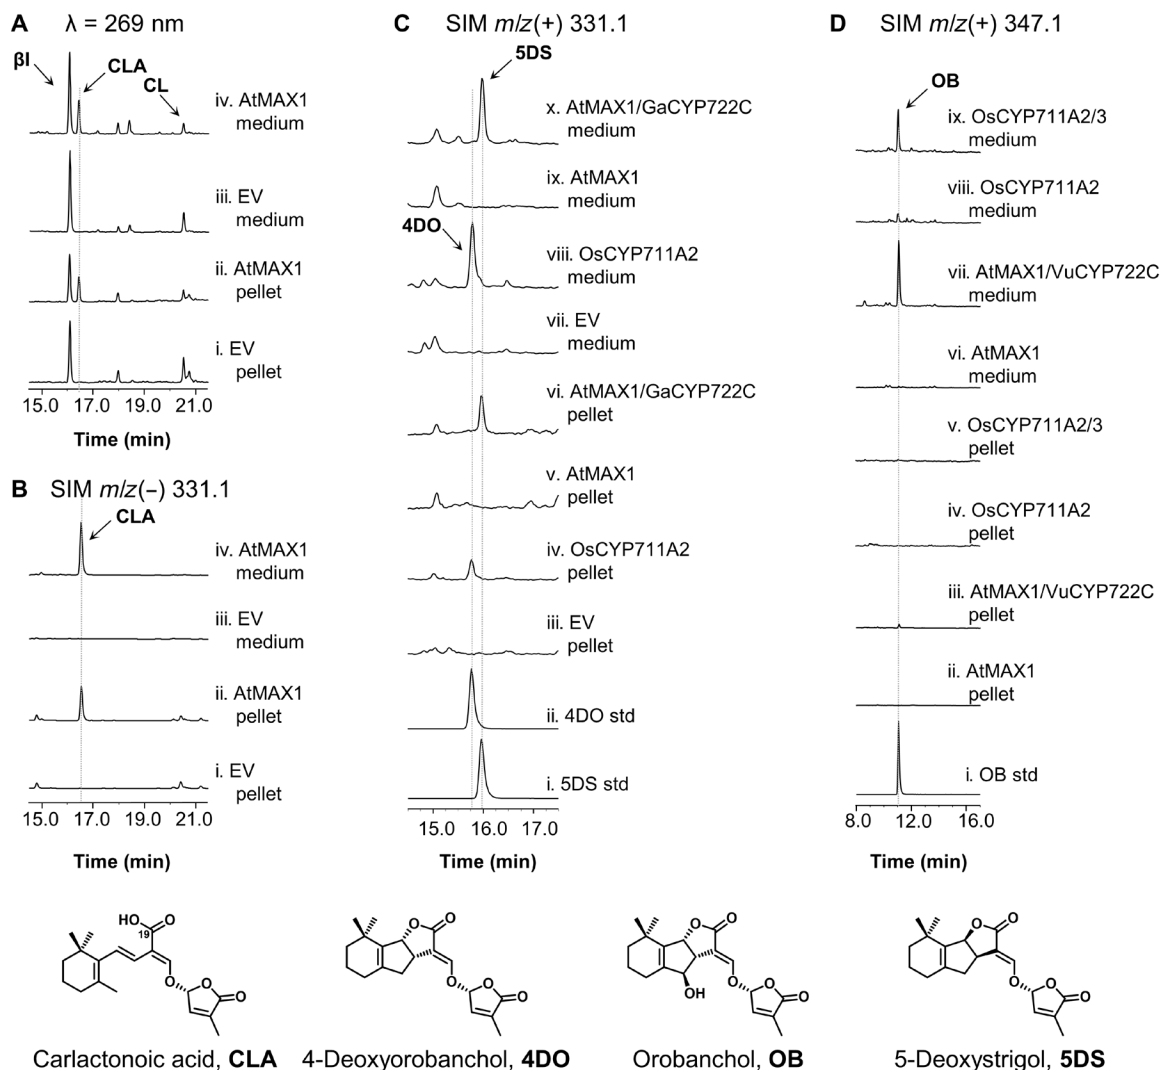 A λ = 269 nm
βI
CLA
CL
iv. AtMAX1
medium
iii. EV
medium
ii. AtMAX1
pellet
i. EV
pellet
15.0 17.0 19.0 21.0
Time (min)
B SIM m/z(–) 331.1
CLA
iv. AtMAX1
medium
iii. EV
medium
ii. AtMAX1
pellet
i. EV
pellet
15.0 17.0 19.0 21.0
Time (min)
C SIM m/z(+) 331.1
5DS
x. AtMAX1/GaCYP722C
medium
ix. AtMAX1
medium
4DO
viii. OsCYP711A2
medium
vii. EV
medium
vi. AtMAX1/GaCYP722C
pellet
v. AtMAX1
pellet
iv. OsCYP711A2
pellet
iii. EV
pellet
ii. 4DO std
i. 5DS std
15.0 16.0 17.0
Time (min)
D SIM m/z(+) 347.1
OB
ix. OsCYP711A2/3
medium
viii. OsCYP711A2
medium
vii. AtMAX1/VuCYP722C
medium
vi. AtMAX1
medium
v. OsCYP711A2/3
pellet
iv. OsCYP711A2
pellet
iii. AtMAX1/VuCYP722C
pellet
ii. AtMAX1
pellet
i. OB std
8.0 12.0 16.0
Time (min)
HO O
19
O O
O
Carlactonoic acid, CLA
O O
O O
O
4-Deoxyorobanchol, 4DO
O O
OH
O O
O
Orobanchol, OB
O O
O O
O
5-Deoxystrigol, 5DS